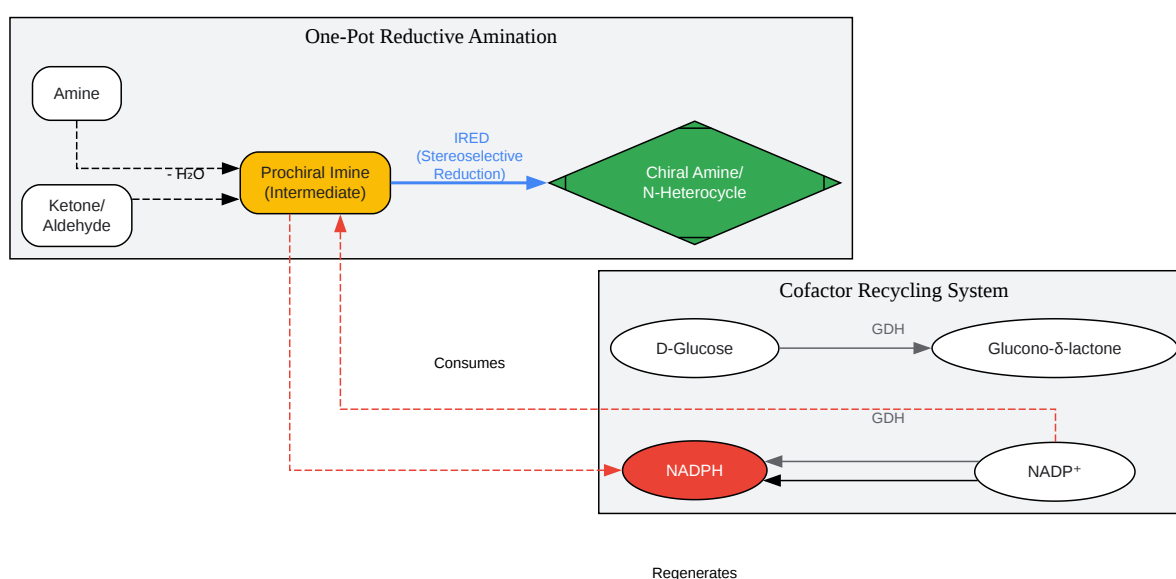 One-Pot Reductive Amination
Amine
Ketone/
Aldehyde
- H₂O
Prochiral Imine
(Intermediate)
IRED
(Stereoselective
Reduction)
Chiral Amine/
N-Heterocycle
Cofactor Recycling System
D-Glucose
GDH
Glucono-δ-lactone
Consumes
GDH
NADPH
NADP⁺
Regenerates